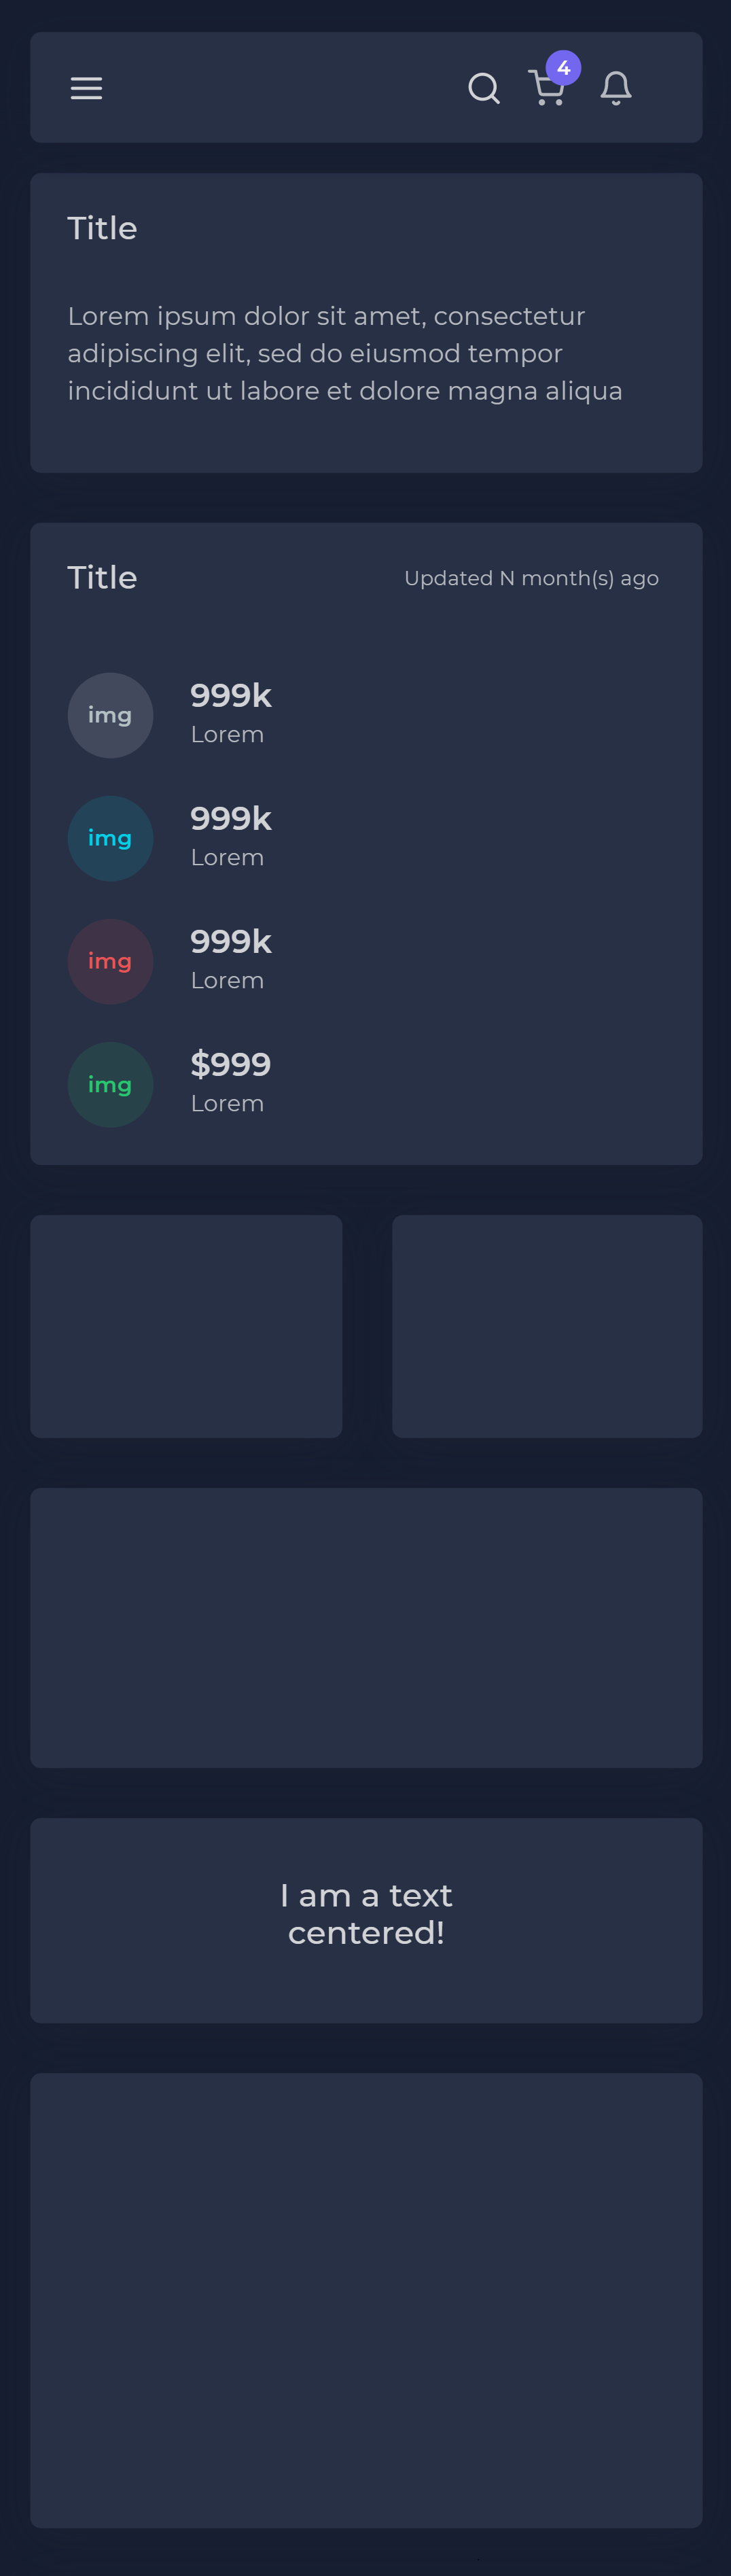 4
Title
Lorem ipsum dolor sit amet, consectetur
adipiscing elit, sed do eiusmod tempor
incididunt ut labore et dolore magna aliqua
Title
Updated N month(s) ago
img
999k
Lorem
img
999k
Lorem
img
999k
Lorem
img
$999
Lorem
I am a text
centered!